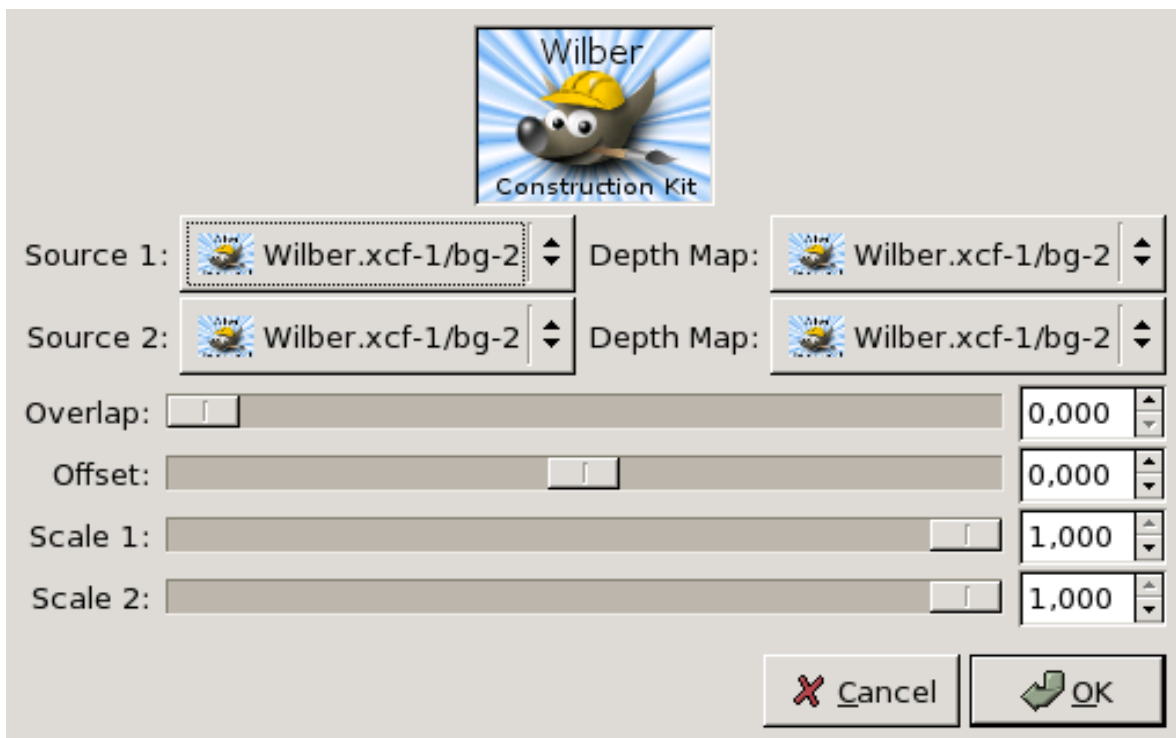 Wilber
Construction Kit
Source 1: Wilber.xcf-1/bg-2 Depth Map: Wilber.xcf-1/bg-2
Source 2: Wilber.xcf-1/bg-2 Depth Map: Wilber.xcf-1/bg-2
Overlap: 0,000
Offset: 0,000
Scale 1: 1,000
Scale 2: 1,000
Cancel OK